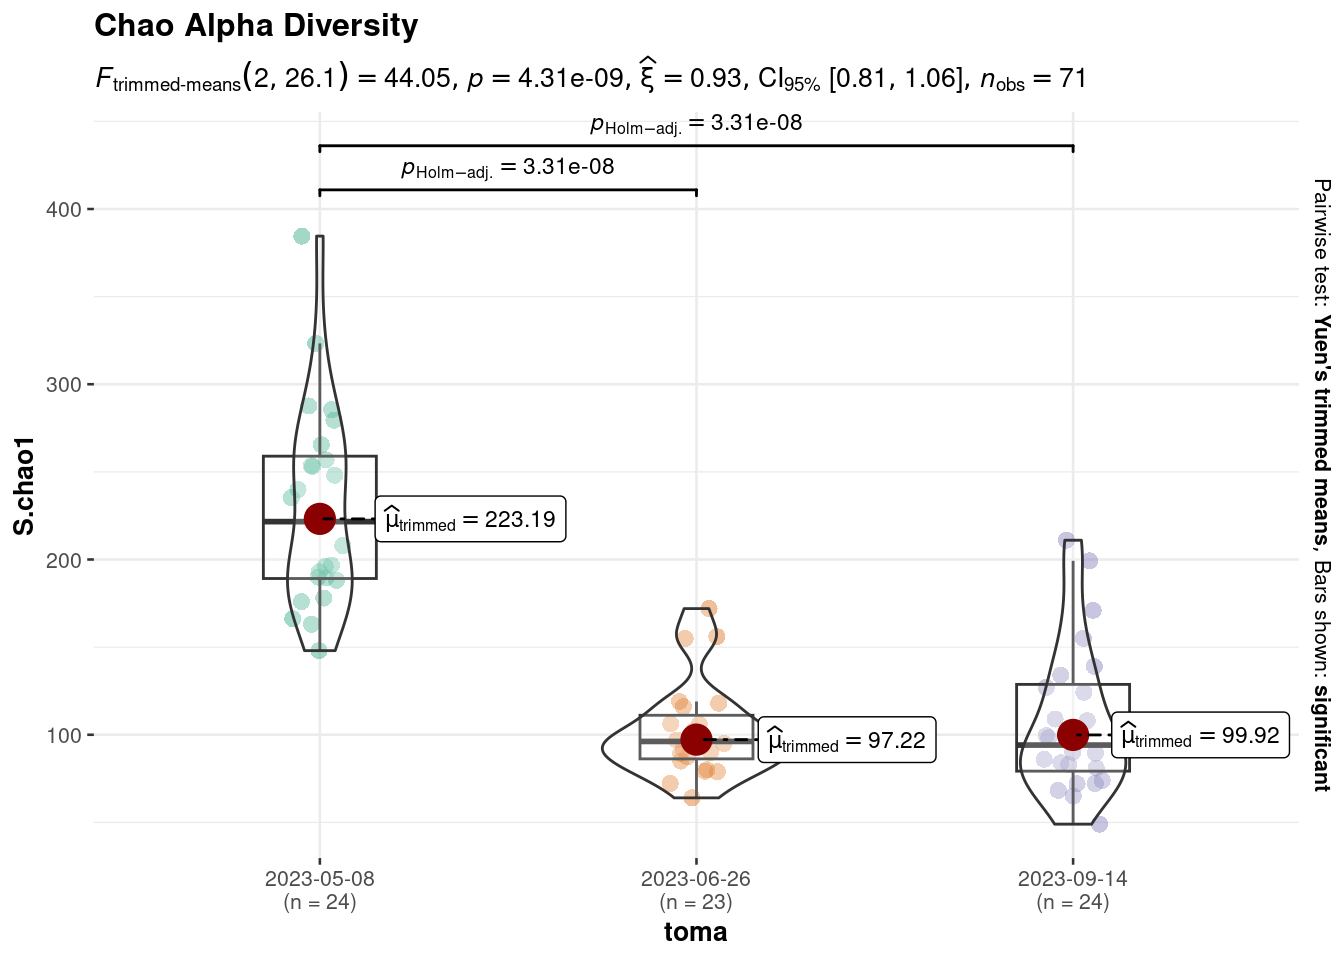 Chao Alpha Diversity
F_trimmed-means(2, 26.1) = 44.05, p = 4.31e-09, ξ̂ = 0.93, CI_95% [0.81, 1.06], n_obs = 71
p_Holm−adj. = 3.31e-08
p_Holm−adj. = 3.31e-08
400
300
200
100
S.chao1
μ̂_trimmed = 223.19
μ̂_trimmed = 97.22
μ̂_trimmed = 99.92
2023-05-08
(n = 24)
2023-06-26
(n = 23)
2023-09-14
(n = 24)
toma
Pairwise test: Yuen's trimmed means, Bars shown: significant